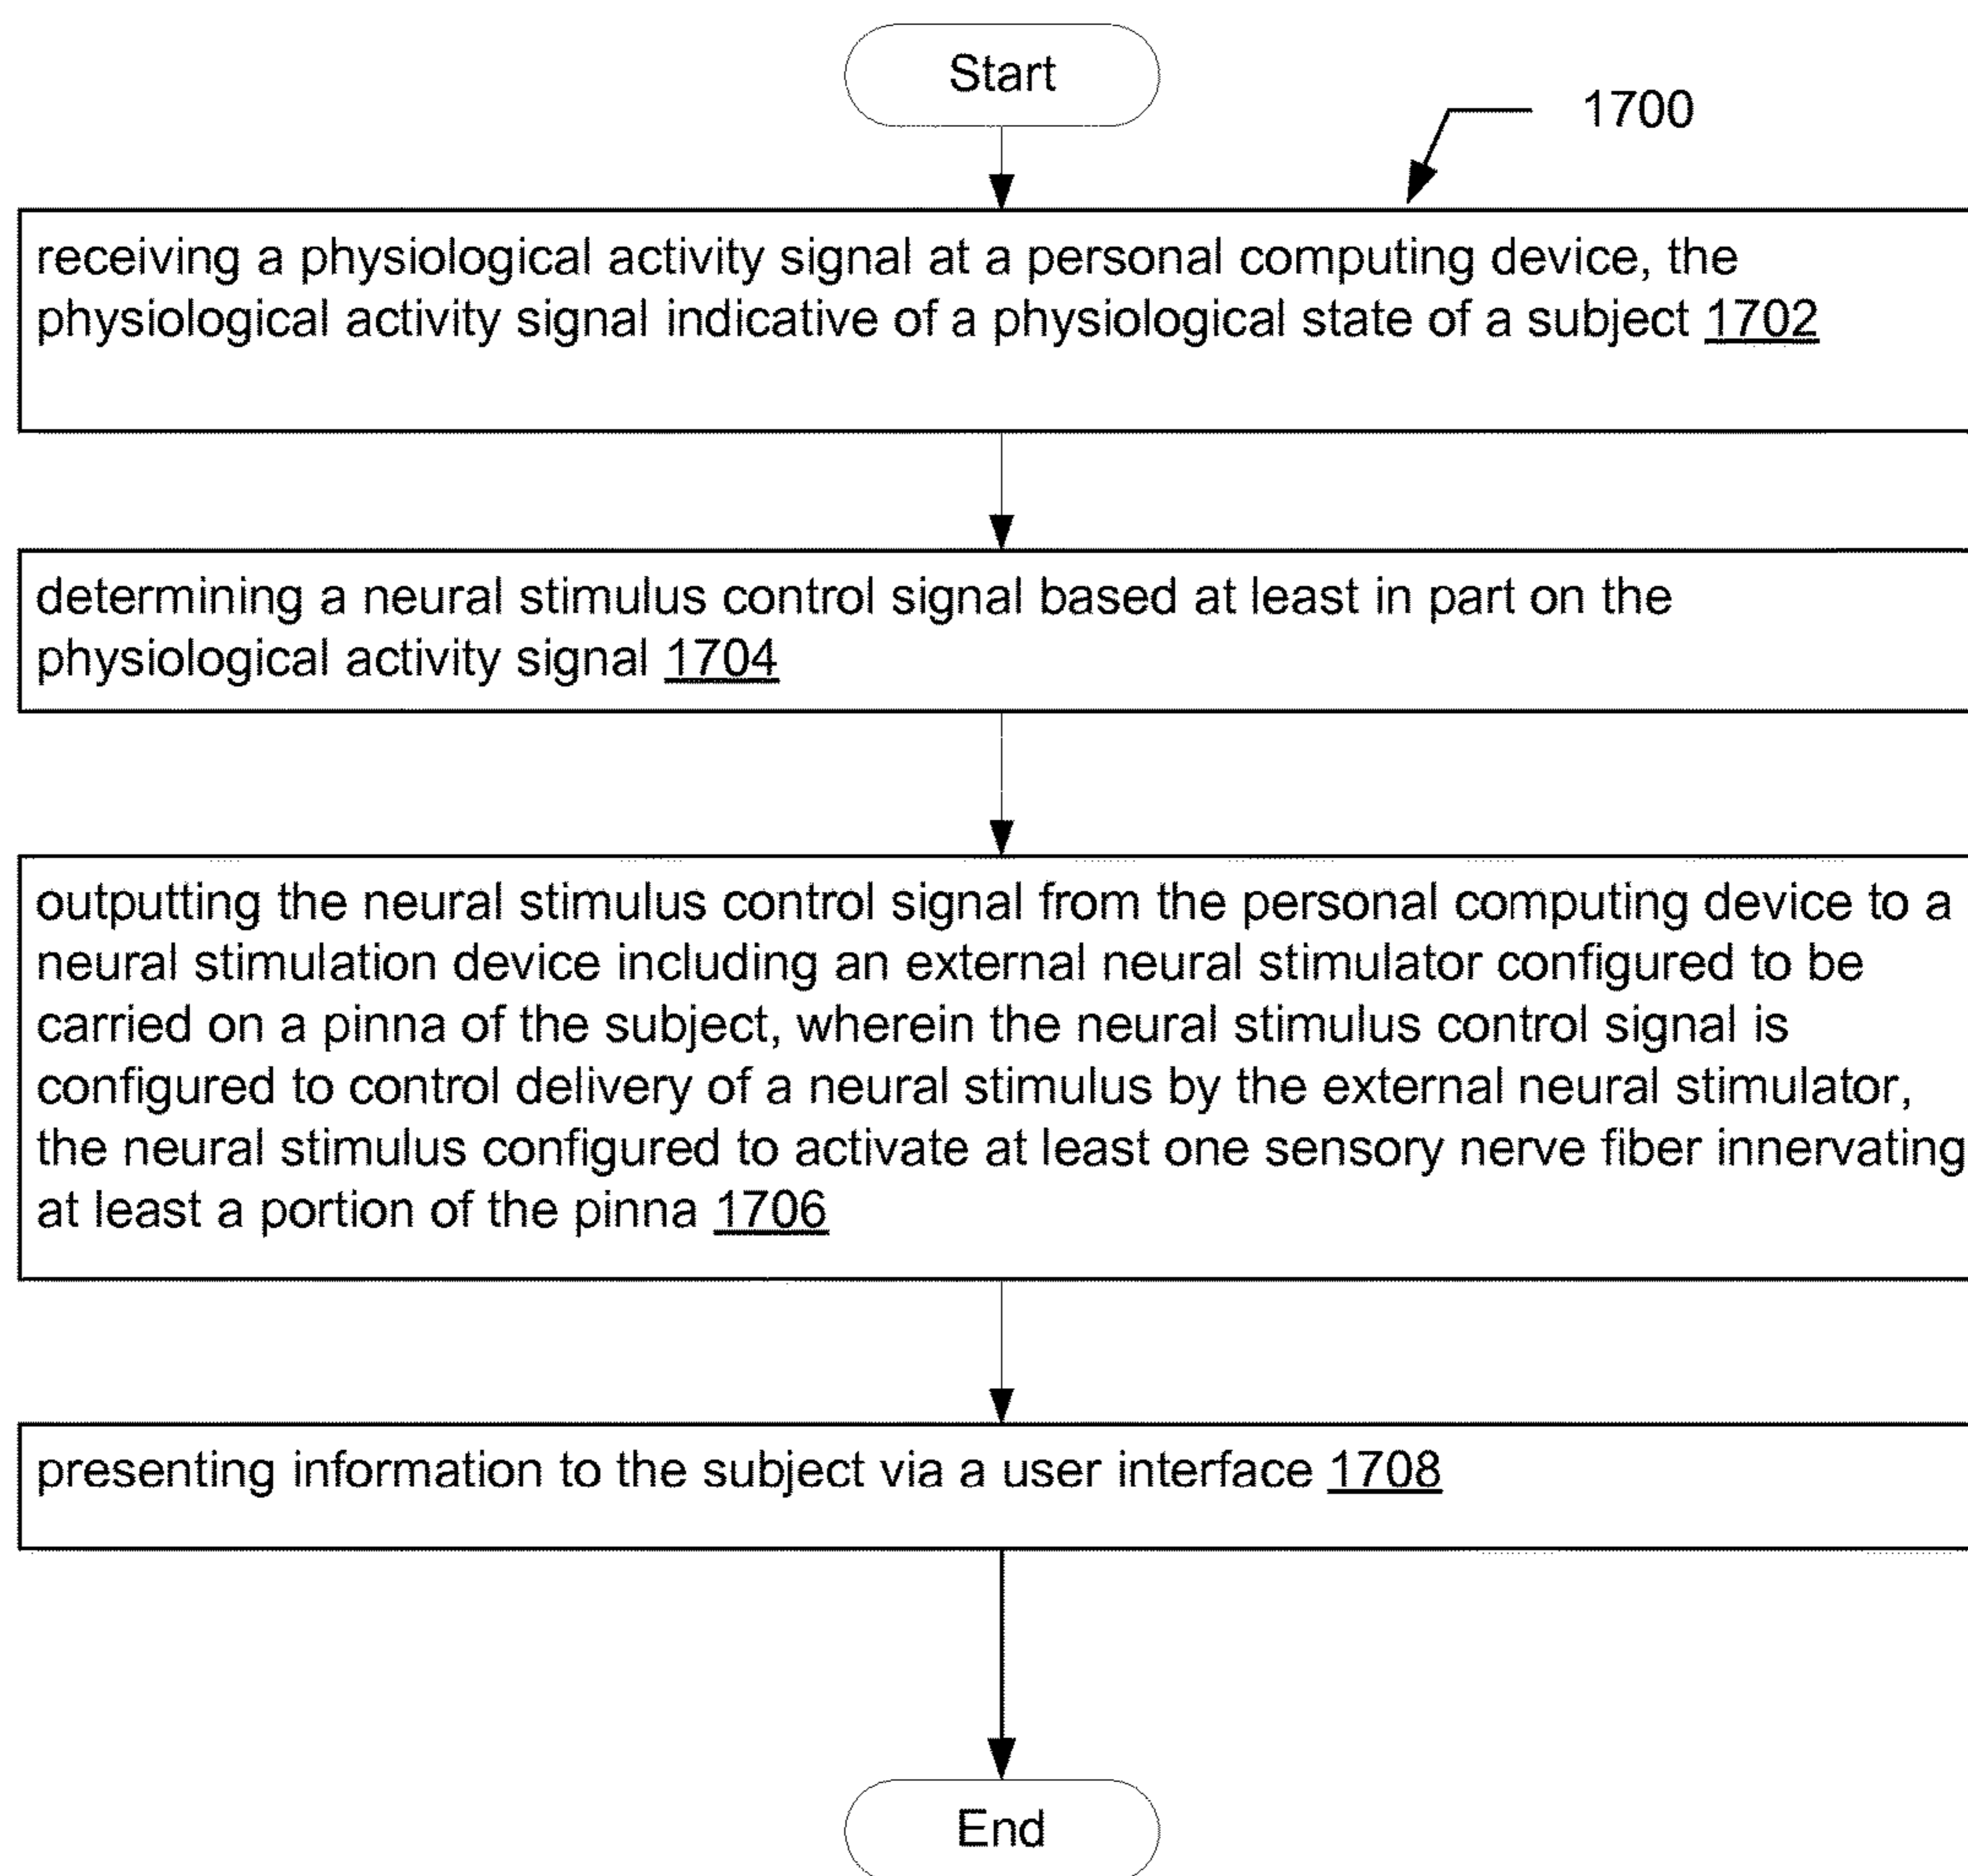 Start
1700
receiving a physiological activity signal at a personal computing device, the
physiological activity signal indicative of a physiological state of a subject 1702
determining a neural stimulus control signal based at least in part on the
physiological activity signal 1704
outputting the neural stimulus control signal from the personal computing device to a
neural stimulation device including an external neural stimulator configured to be
carried on a pinna of the subject, wherein the neural stimulus control signal is
configured to control delivery of a neural stimulus by the external neural stimulator,
the neural stimulus configured to activate at least one sensory nerve fiber innervating
at least a portion of the pinna 1706
presenting information to the subject via a user interface 1708
End